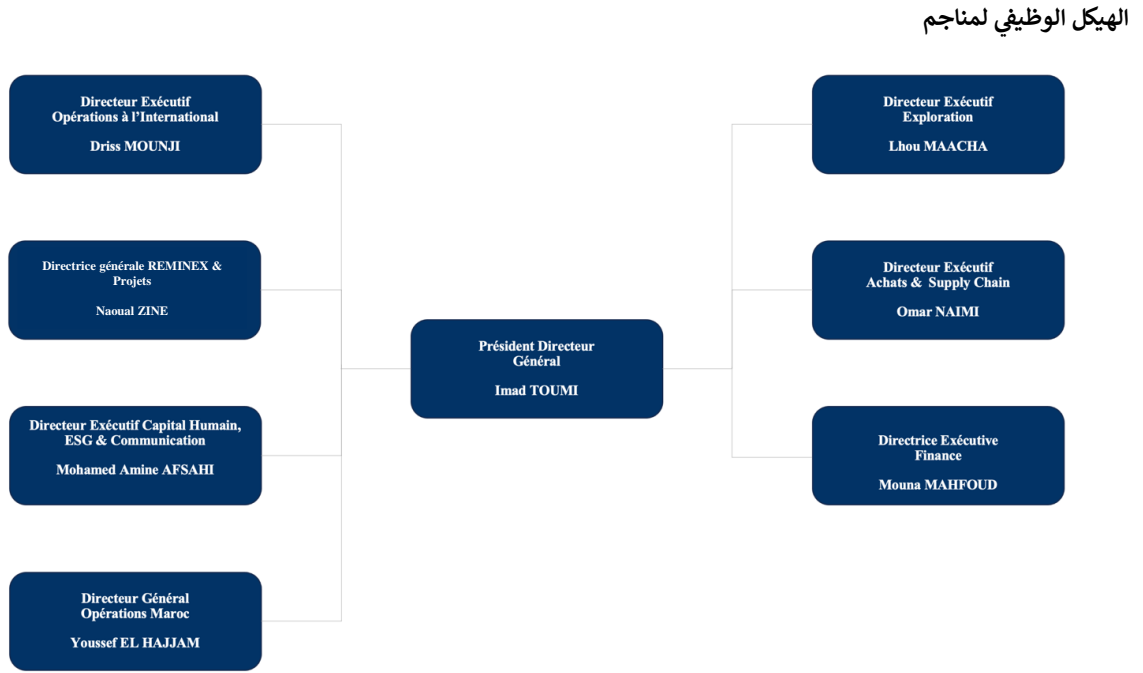 الهيكل الوظيفي لمناجم
Directeur Exécutif
Opérations à l'International
Driss MOUNJI
Directrice générale REMINEX &
Projets
Naoual ZINE
Directeur Exécutif Capital Humain,
ESG & Communication
Mohamed Amine AFSAHI
Directeur Général
Opérations Maroc
Youssef EL HAJJAM
Président Directeur
Général
Imad TOUMI
Directeur Exécutif
Exploration
Lhou MAACHA
Directeur Exécutif
Achats & Supply Chain
Omar NAIMI
Directrice Exécutive
Finance
Mouna MAHFOUD